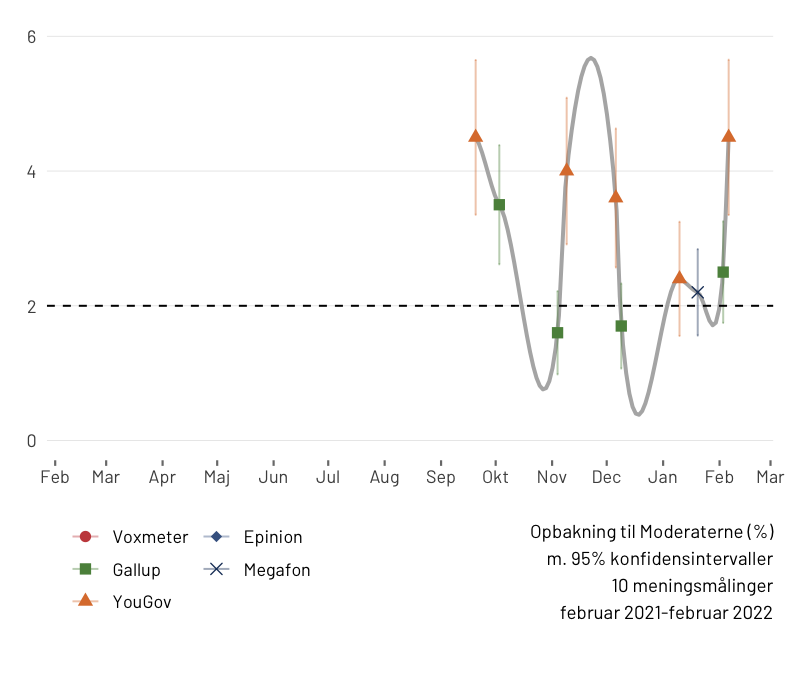 6
4
2
0
Feb Mar Apr Maj Jun Jul Aug Sep Okt Nov Dec Jan Feb Mar
Voxmeter Epinion
Gallup Megafon
YouGov
Opbakning til Moderaterne (%)
m. 95% konfidensintervaller
10 meningsmålinger
februar 2021-februar 2022